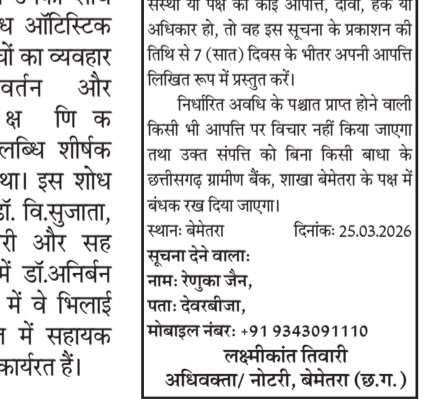 ध ऑटिस्टिक
घों का व्यवहार
वर्तन और
क्ष णि क
लब्धि शीर्षक
था। इस शोध
डॉ. वि.सुजाता,
री और सह
में डॉ.अनिर्बन
में वे भिलाई
न में सहायक
कार्यरत हैं।
संस्था या पक्ष को कोई आपत्ति, दावा, हक या
अधिकार हो, तो वह इस सूचना के प्रकाशन की
तिथि से 7 (सात) दिवस के भीतर अपनी आपत्ति
लिखित रूप में प्रस्तुत करें।
निर्धारित अवधि के पश्चात प्राप्त होने वाली
किसी भी आपत्ति पर विचार नहीं किया जाएगा
तथा उक्त संपत्ति को बिना किसी बाधा के
छत्तीसगढ़ ग्रामीण बैंक, शाखा बेमेतरा के पक्ष में
बंधक रख दिया जाएगा।
स्थानः बेमेतरा दिनांकः 25.03.2026
सूचना देने वालाः
नामः रेणुका जैन,
पताः देवरबीजा,
मोबाइल नंबरः +91 9343091110
लक्ष्मीकांत तिवारी
अधिवक्ता/ नोटरी, बेमेतरा (छ.ग.)